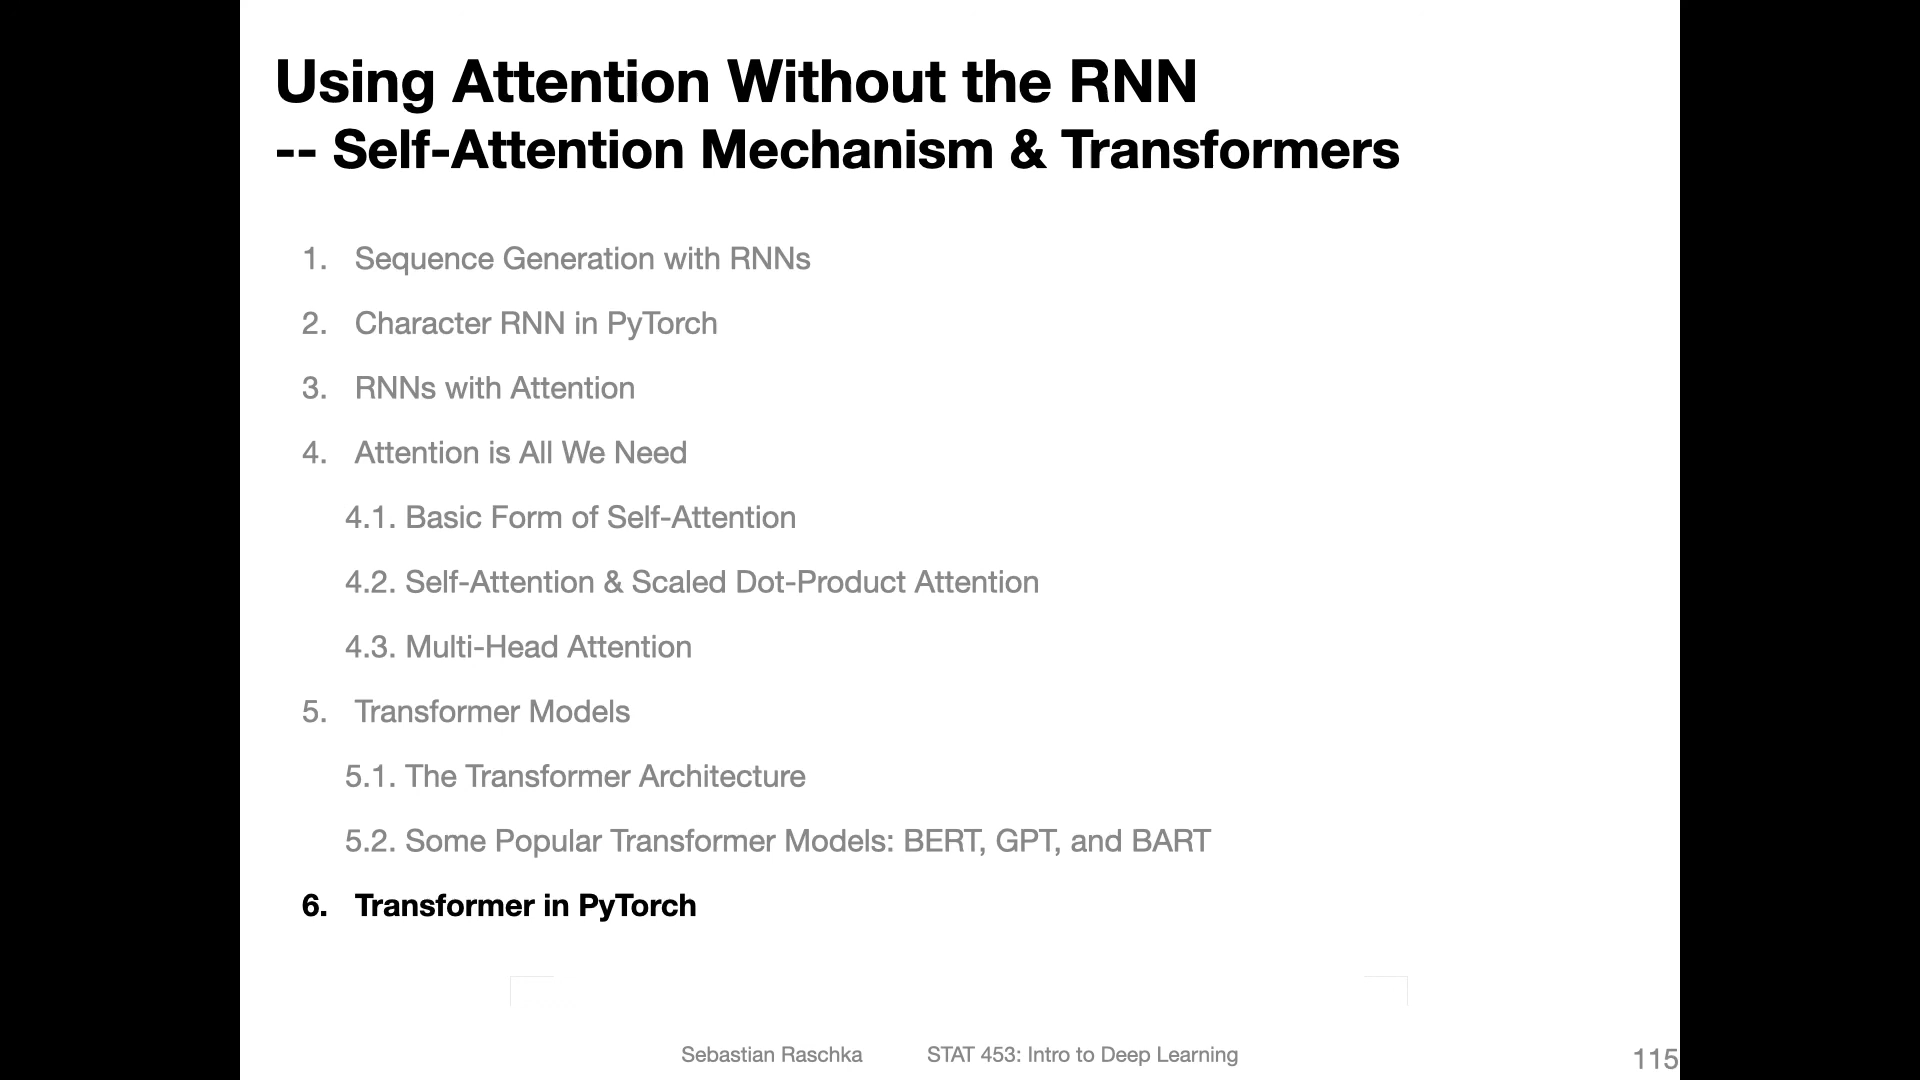 Using Attention Without the RNN
-- Self-Attention Mechanism & Transformers
1. Sequence Generation with RNNs
2. Character RNN in PyTorch
3. RNNs with Attention
4. Attention is All We Need
4.1. Basic Form of Self-Attention
4.2. Self-Attention & Scaled Dot-Product Attention
4.3. Multi-Head Attention
5. Transformer Models
5.1. The Transformer Architecture
5.2. Some Popular Transformer Models: BERT, GPT, and BART
6. Transformer in PyTorch
Sebastian Raschka STAT 453: Intro to Deep Learning 115